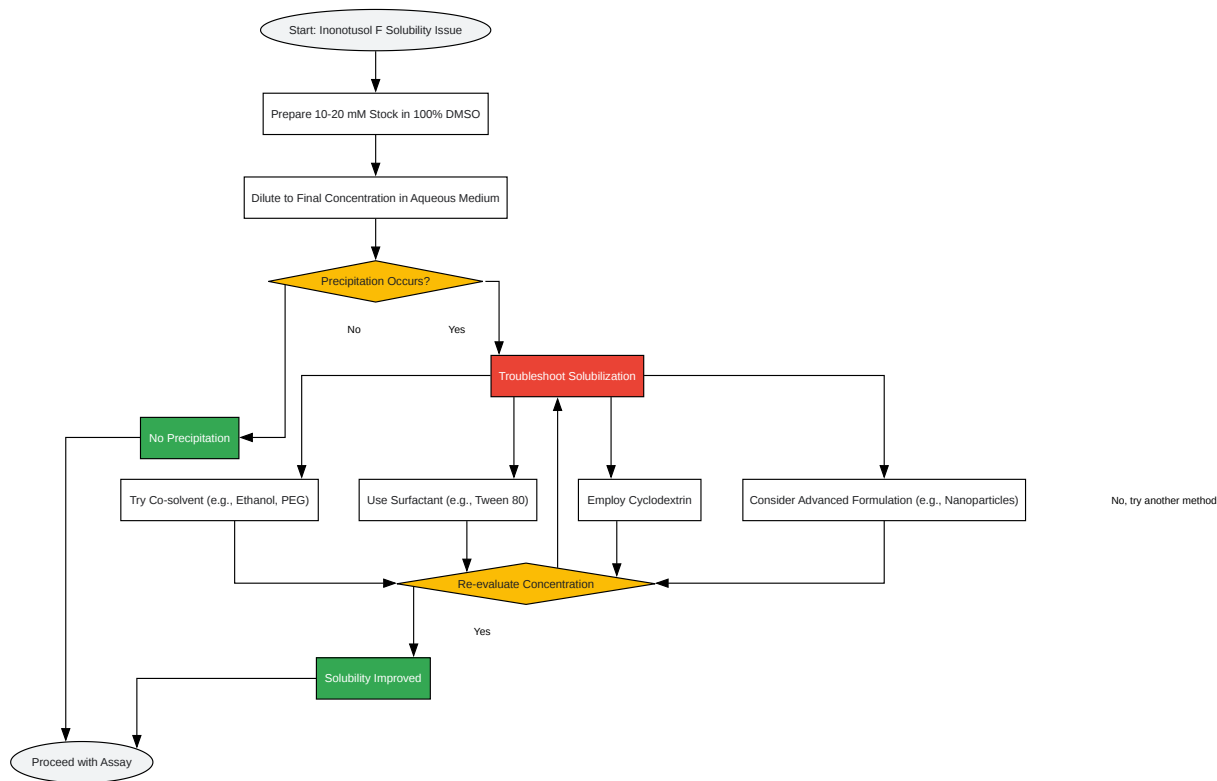 Start: Inonotusol F Solubility Issue
Prepare 10-20 mM Stock in 100% DMSO
Dilute to Final Concentration in Aqueous Medium
Precipitation Occurs?
No
Yes
Troubleshoot Solubilization
No Precipitation
Try Co-solvent (e.g., Ethanol, PEG)
Use Surfactant (e.g., Tween 80)
Employ Cyclodextrin
Consider Advanced Formulation (e.g., Nanoparticles)
No, try another method
Re-evaluate Concentration
Yes
Solubility Improved
Proceed with Assay